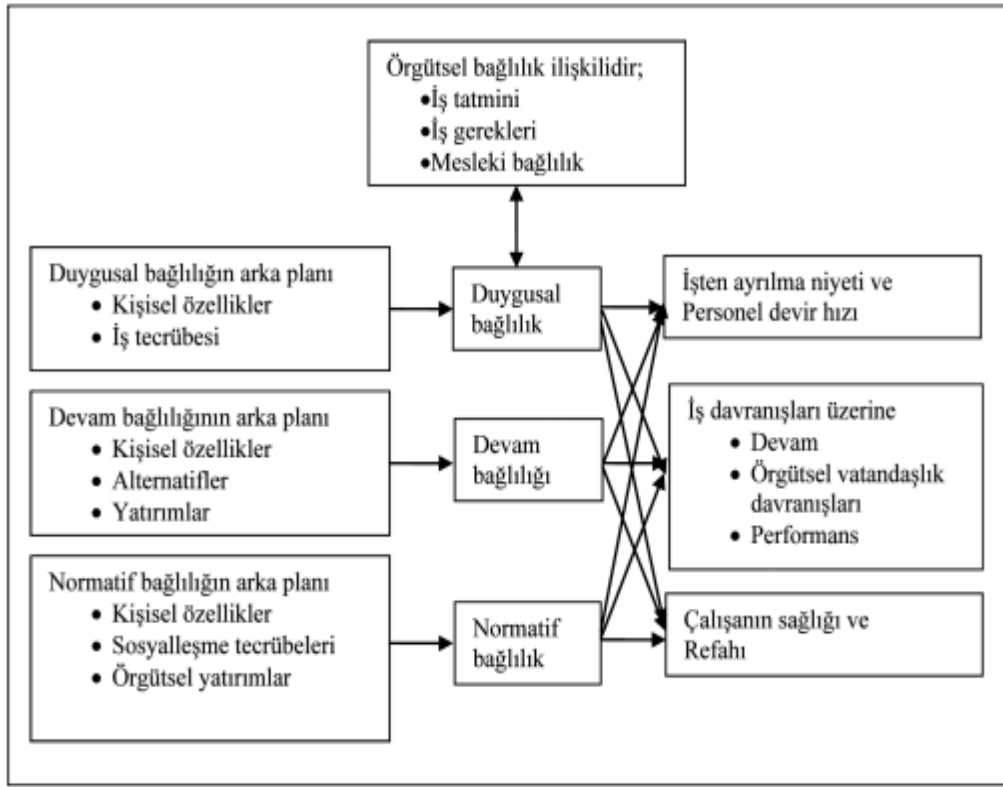 Örgütsel bağlılık ilişkilidir;
•İş tatmini
•İş gerekleri
•Mesleki bağlılık
Duygusal bağlılığın arka planı
• Kişisel özellikler
• İş tecrübesi
Duygusal
bağlılık
İşten ayrılma niyeti ve
Personel devir hızı
Devam bağlılığının arka planı
• Kişisel özellikler
• Alternatifler
• Yatırımlar
Devam
bağlılığı
İş davranışları üzerine
• Devam
• Örgütsel vatandaşlık
davranışları
• Performans
Normatif bağlılığın arka planı
• Kişisel özellikler
• Sosyalleşme tecrübeleri
• Örgütsel yatırımlar
Normatif
bağlılık
Çalışanın sağlığı ve
Refahı